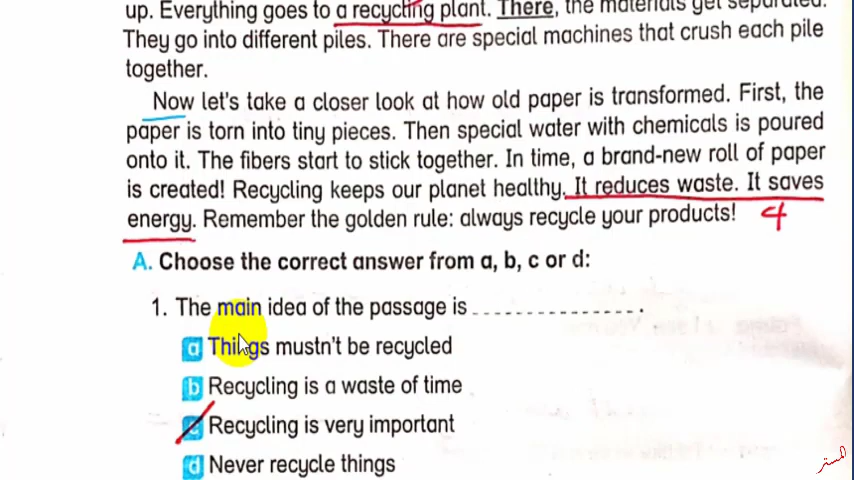 up. Everything goes to a recycling plant. There, the materials get separated.
They go into different piles. There are special machines that crush each pile
together.
Now let's take a closer look at how old paper is transformed. First, the
paper is torn into tiny pieces. Then special water with chemicals is poured
onto it. The fibers start to stick together. In time, a brand-new roll of paper
is created! Recycling keeps our planet healthy. It reduces waste. It saves
energy. Remember the golden rule: always recycle your products! 4
A. Choose the correct answer from a, b, c or d:
1. The main idea of the passage is ................ .
a Things mustn't be recycled
b Recycling is a waste of time
c Recycling is very important
d Never recycle things